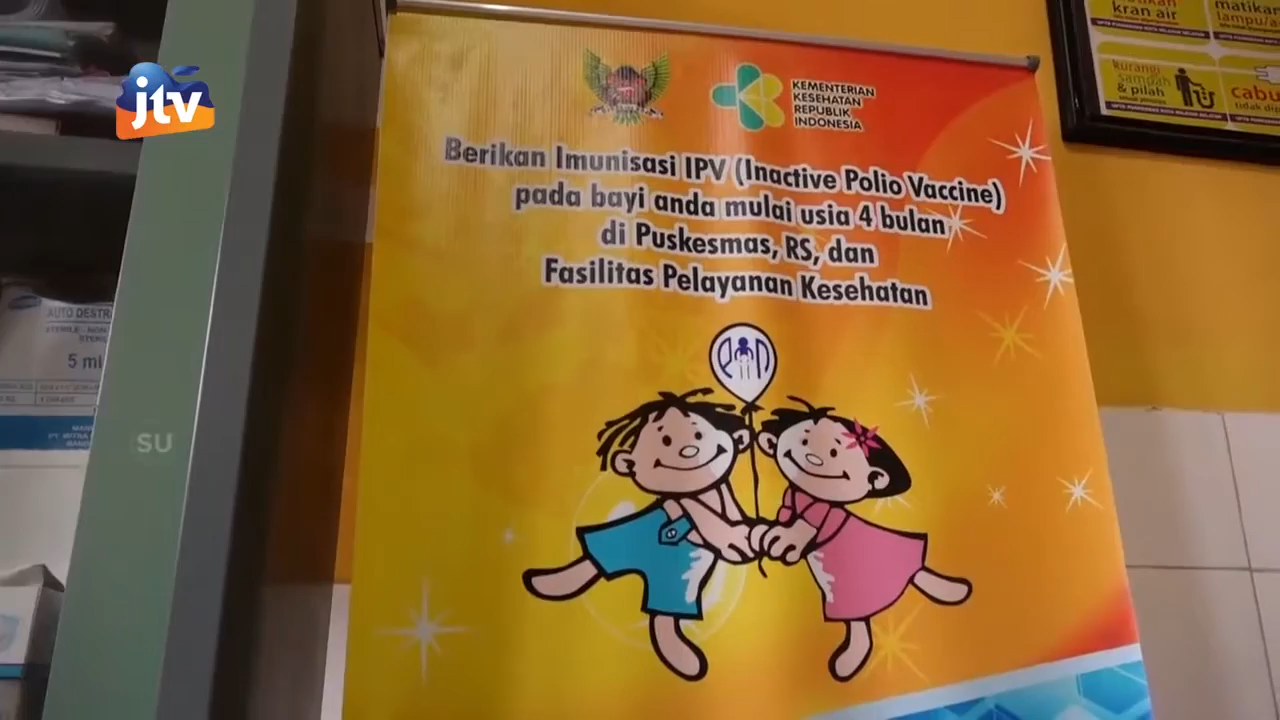 jtv
KEMENTERIAN
KESEHATAN
REPUBLIK
INDONESIA
Berikan Imunisasi IPV (Inactive Polio Vaccine)
pada bayi anda mulai usia 4 bulan
di Puskesmas, RS, dan
Fasilitas Pelayanan Kesehatan
kran air
matikan
lampu/a
kurangi
sampah
& pilah
cabu
AUTO DESTR
5 ml
SU